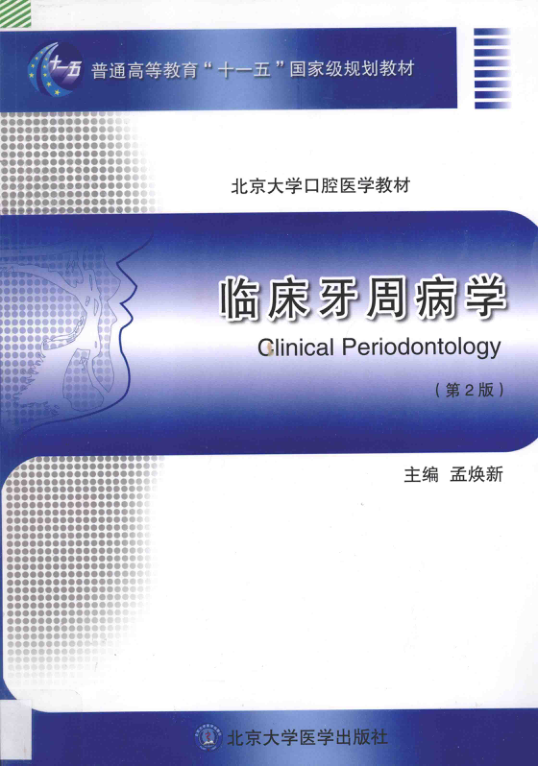 十一五
普通高等教育“十一五”国家级规划教材
北京大学口腔医学教材
临床牙周病学
Clinical Periodontology
（第2版）
主编 孟焕新
北京大学医学出版社